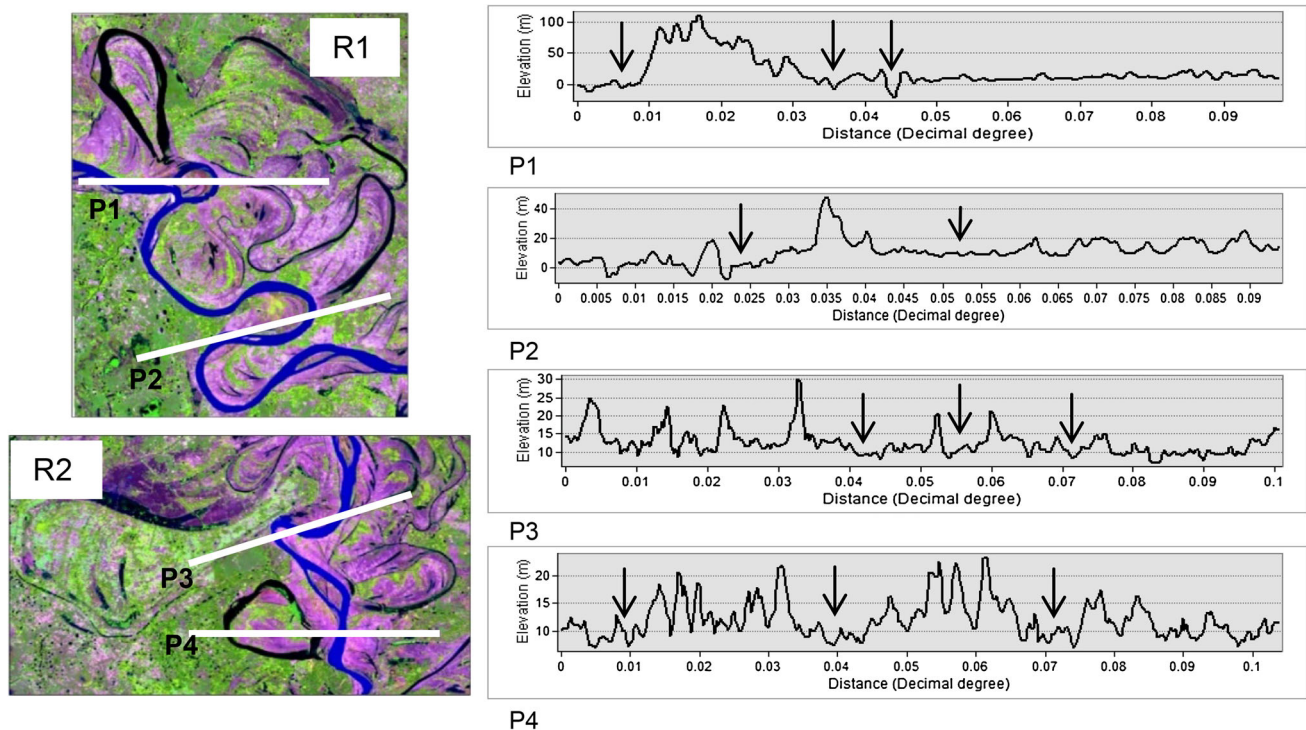 R1
P1
P2
R2
P3
P4
Elevation (m)
100
50
0
0 0.01 0.02 0.03 0.04 0.05 0.06 0.07 0.08 0.09
Distance (Decimal degree)
P1
Elevation (m)
40
20
0
0 0.005 0.01 0.015 0.02 0.025 0.03 0.035 0.04 0.045 0.05 0.055 0.06 0.065 0.07 0.075 0.08 0.085 0.09
Distance (Decimal degree)
P2
Elevation (m)
30
25
20
15
10
0 0.01 0.02 0.03 0.04 0.05 0.06 0.07 0.08 0.09 0.1
Distance (Decimal degree)
P3
Elevation (m)
20
15
10
0 0.01 0.02 0.03 0.04 0.05 0.06 0.07 0.08 0.09 0.1
Distance (Decimal degree)
P4